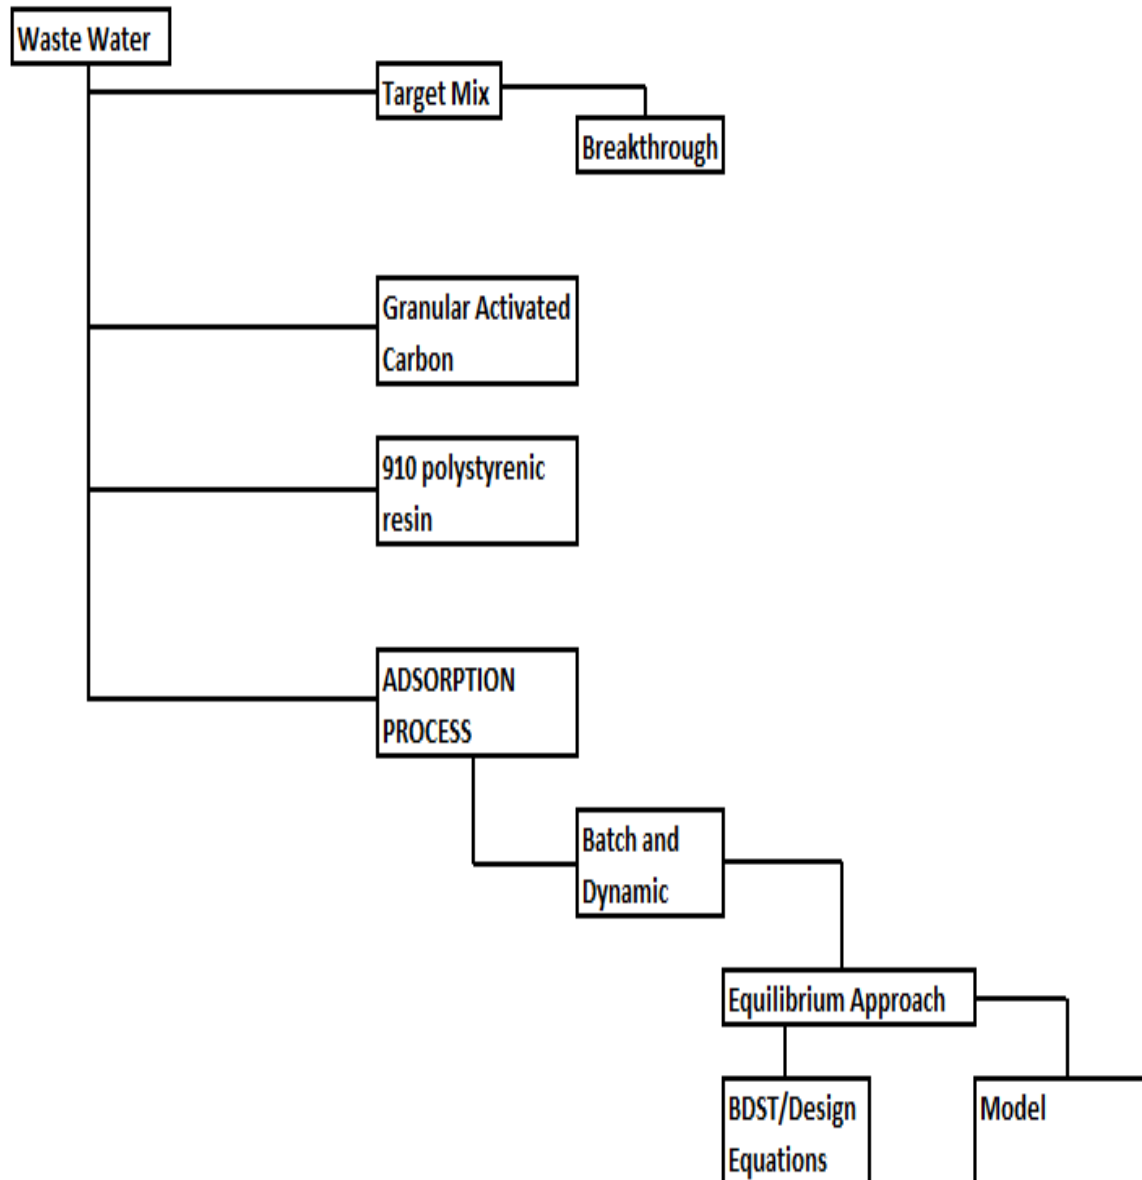 Waste Water
Target Mix
Breakthrough
Granular Activated
Carbon
910 polystyrenic
resin
ADSORPTION
PROCESS
Batch and
Dynamic
Equilibrium Approach
BDST/Design
Equations
Model